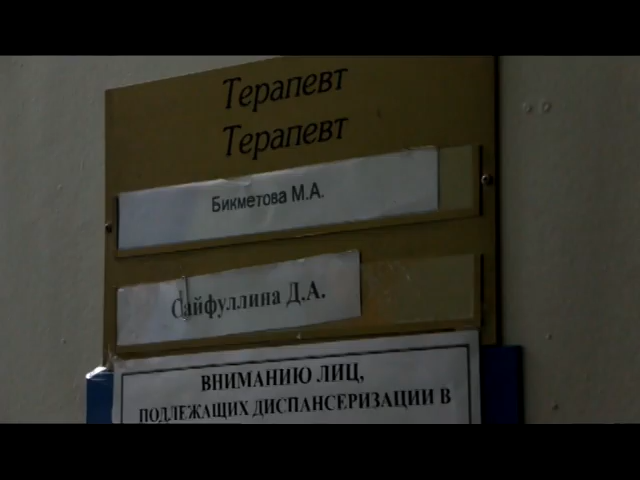 Терапевт
Терапевт
Бикметова М.А.
Сайфуллина Д.А.
ВНИМАНИЮ ЛИЦ,
ПОДЛЕЖАЩИХ ДИСПАНСЕРИЗАЦИИ В